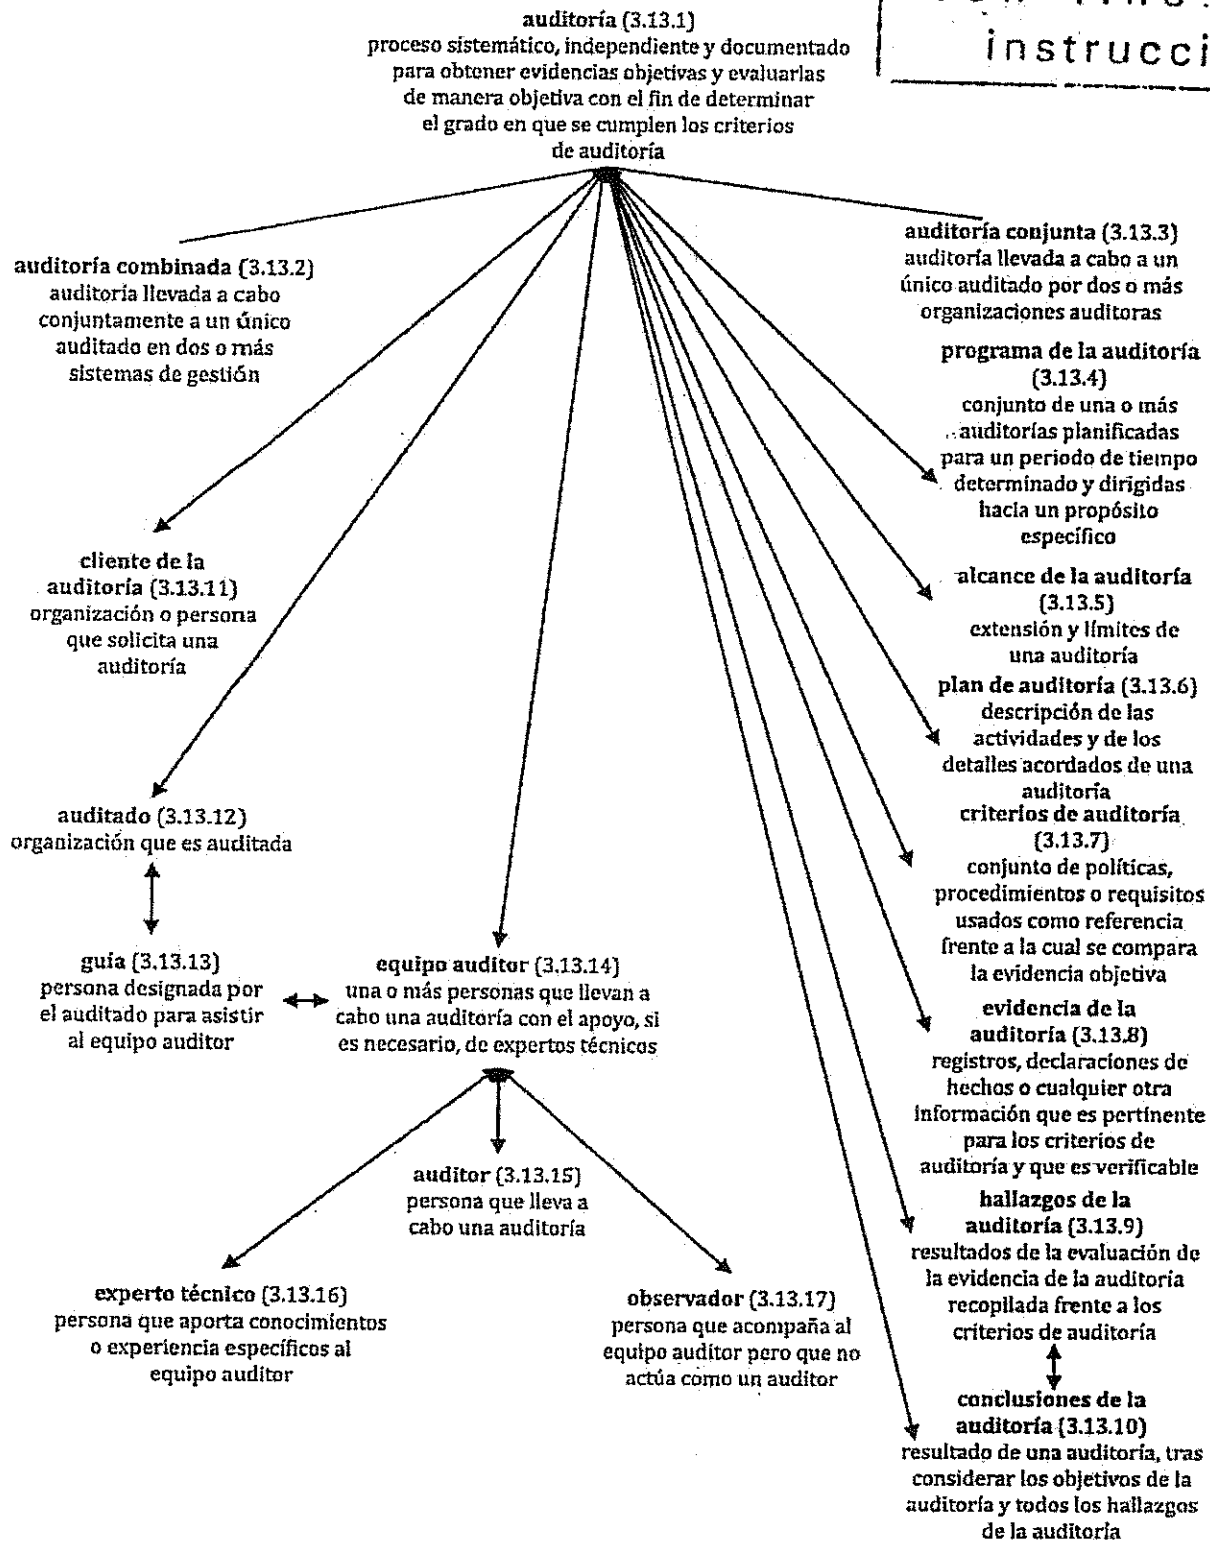 instrucci
auditoría (3.13.1)
proceso sistemático, independiente y documentado
para obtener evidencias objetivas y evaluarlas
de manera objetiva con el fin de determinar
el grado en que se cumplen los criterios
de auditoría
auditoría combinada (3.13.2)
auditoría llevada a cabo
conjuntamente a un único
auditado en dos o más
sistemas de gestión
auditoría conjunta (3.13.3)
auditoría llevada a cabo a un
único auditado por dos o más
organizaciones auditoras
programa de la auditoría
(3.13.4)
conjunto de una o más
auditorías planificadas
para un periodo de tiempo
determinado y dirigidas
hacia un propósito
específico
cliente de la
auditoría (3.13.11)
organización o persona
que solicita una
auditoría
alcance de la auditoría
(3.13.5)
extensión y límites de
una auditoría
plan de auditoría (3.13.6)
descripción de las
actividades y de los
detalles acordados de una
auditoría
auditado (3.13.12)
organización que es auditada
criterios de auditoría
(3.13.7)
conjunto de políticas,
procedimientos o requisitos
usados como referencia
frente a la cual se compara
la evidencia objetiva
guía (3.13.13)
persona designada por
el auditado para asistir
al equipo auditor
equipo auditor (3.13.14)
una o más personas que llevan a
cabo una auditoría con el apoyo, si
es necesario, de expertos técnicos
evidencia de la
auditoría (3.13.8)
registros, declaraciones de
hechos o cualquier otra
información que es pertinente
para los criterios de
auditoría y que es verificable
auditor (3.13.15)
persona que lleva a
cabo una auditoría
hallazgos de la
auditoría (3.13.9)
resultados de la evaluación de
la evidencia de la auditoría
recopilada frente a los
criterios de auditoría
experto técnico (3.13.16)
persona que aporta conocimientos
o experiencia específicos al
equipo auditor
observador (3.13.17)
persona que acompaña al
equipo auditor pero que no
actúa como un auditor
conclusiones de la
auditoría (3.13.10)
resultado de una auditoría, tras
considerar los objetivos de la
auditoría y todos los hallazgos
de la auditoría